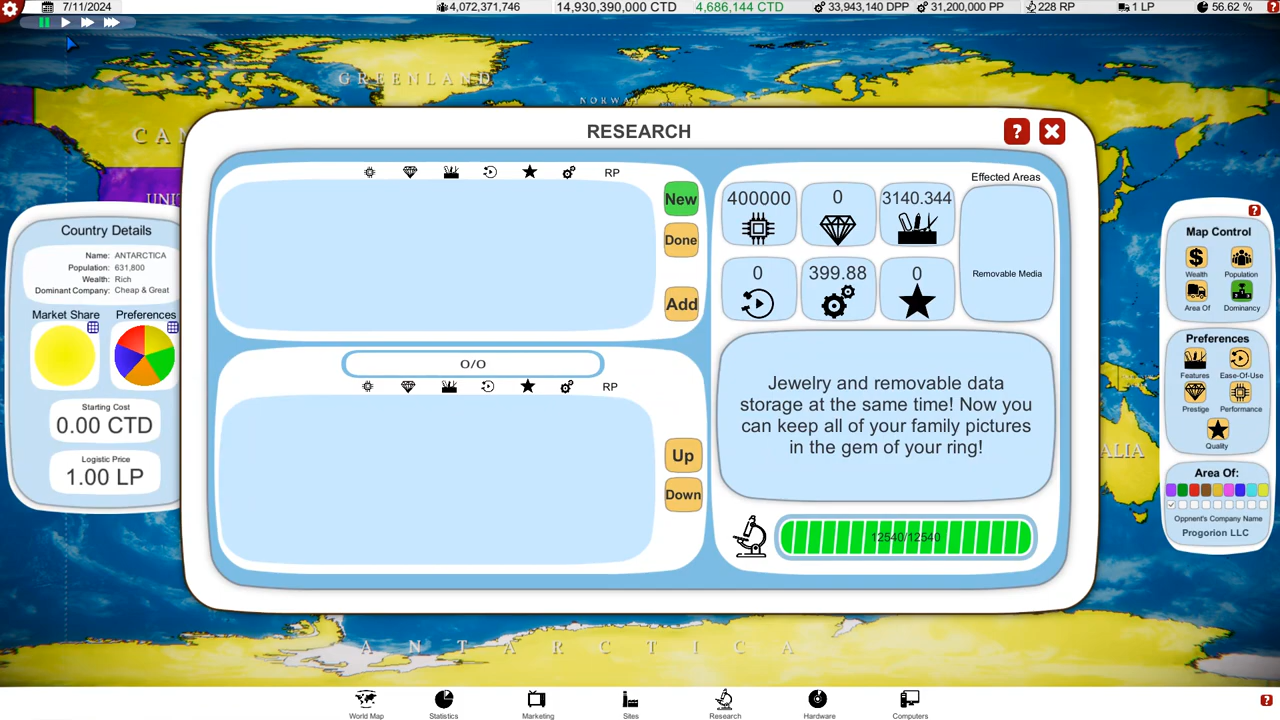 7/11/2024
4,072,371,746
14,930,390,000 CTD
4,686,144 CTD
33,943,140 DPP
31,200,000 PP
228 RP
1 LP
56.62 %
?
GREENLAND
NORWA
CA
UNI
ALIA
ANTARCTICA
RESEARCH
?
RP
New
Done
Add
0/0
RP
Up
Down
400000
0
3140.344
0
399.88
0
Effected Areas
Removable Media
Jewelry and removable data
storage at the same time! Now you
can keep all of your family pictures
in the gem of your ring!
12540/12540
Country Details
Name: ANTARCTICA
Population: 631,800
Wealth: Rich
Dominant Company: Cheap & Great
Market Share
Preferences
Starting Cost
0.00 CTD
Logistic Price
1.00 LP
?
Map Control
$
Wealth
Population
Area Of
Dominancy
Preferences
Features
Ease-Of-Use
Prestige
Performance
Quality
Area Of:
Oppnent's Company Name
Progorion LLC
World Map
Statistics
Marketing
Sites
Research
Hardware
Computers
?